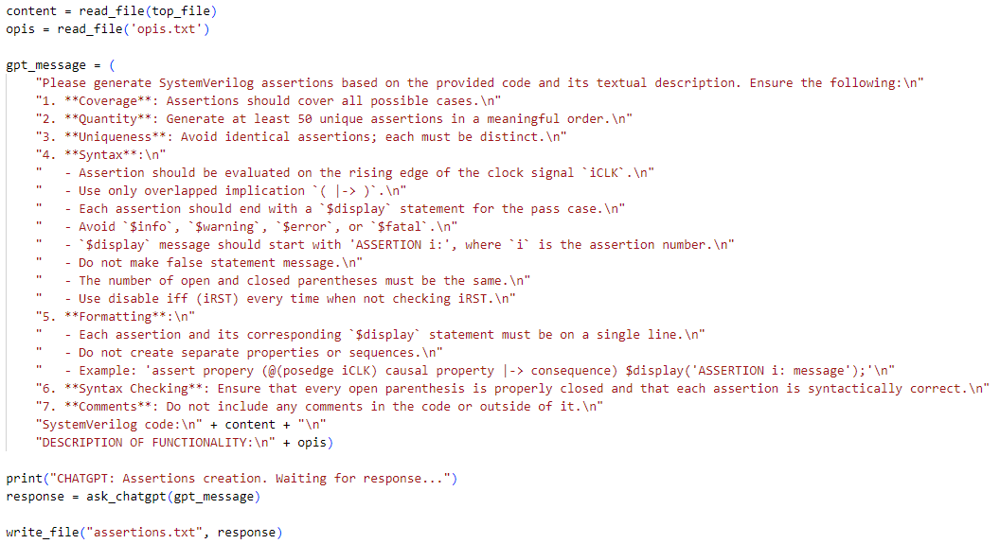 content = read_file(top_file)
opis = read_file('opis.txt')

gpt_message = (
    "Please generate SystemVerilog assertions based on the provided code and its textual description. Ensure the following:\n"
    "1. **Coverage**: Assertions should cover all possible cases.\n"
    "2. **Quantity**: Generate at least 50 unique assertions in a meaningful order.\n"
    "3. **Uniqueness**: Avoid identical assertions; each must be distinct.\n"
    "4. **Syntax**:\n"
    "   - Assertion should be evaluated on the rising edge of the clock signal `iCLK`.\n"
    "   - Use only overlapped implication `( |-> )`.\n"
    "   - Each assertion should end with a `$display` statement for the pass case.\n"
    "   - Avoid `$info`, `$warning`, `$error`, or `$fatal`.\n"
    "   - `$display` message should start with 'ASSERTION i:', where `i` is the assertion number.\n"
    "   - Do not make false statement message.\n"
    "   - The number of open and closed parentheses must be the same.\n"
    "   - Use disable iff (iRST) every time when not checking iRST.\n"
    "5. **Formatting**:\n"
    "   - Each assertion and its corresponding `$display` statement must be on a single line.\n"
    "   - Do not create separate properties or sequences.\n"
    "   - Example: 'assert propery (@(posedge iCLK) causal property |-> consequence) $display('ASSERTION i: message');'\n"
    "6. **Syntax Checking**: Ensure that every open parenthesis is properly closed and that each assertion is syntactically correct.\n"
    "7. **Comments**: Do not include any comments in the code or outside of it.\n"
    "SystemVerilog code:\n" + content + "\n"
    "DESCRIPTION OF FUNCTIONALITY:\n" + opis)

print("CHATGPT: Assertions creation. Waiting for response...")
response = ask_chatgpt(gpt_message)

write_file("assertions.txt", response)